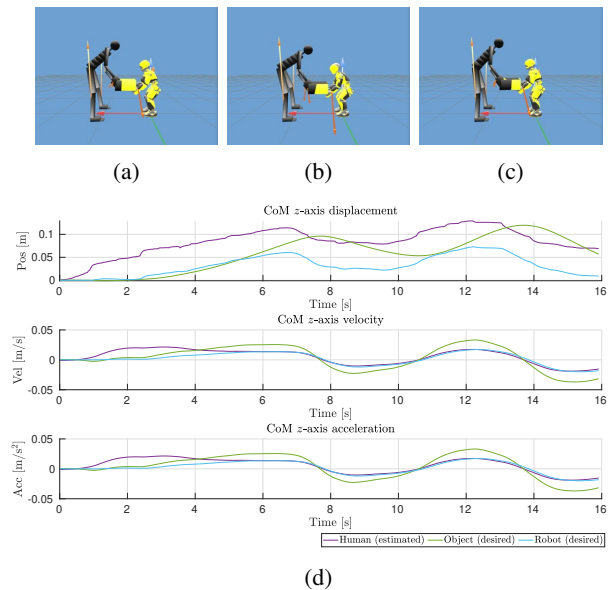 (a)
(b)
(c)
CoM z-axis displacement
Pos [m]
0.1
0.05
0
0 2 4 6 8 10 12 14 16
Time [s]
CoM z-axis velocity
Vel [m/s]
0.05
0
-0.05
0 2 4 6 8 10 12 14 16
Time [s]
CoM z-axis acceleration
Acc [m/s²]
0.05
0
-0.05
0 2 4 6 8 10 12 14 16
Time [s]
Human (estimated) Object (desired) Robot (desired)
(d)